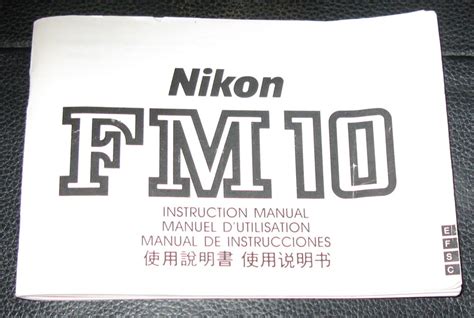 Nikon
FM10
INSTRUCTION MANUAL
MANUEL D'UTILISATION
MANUAL DE INSTRUCCIONES
使用說明書 使用说明书
E
F
S
C